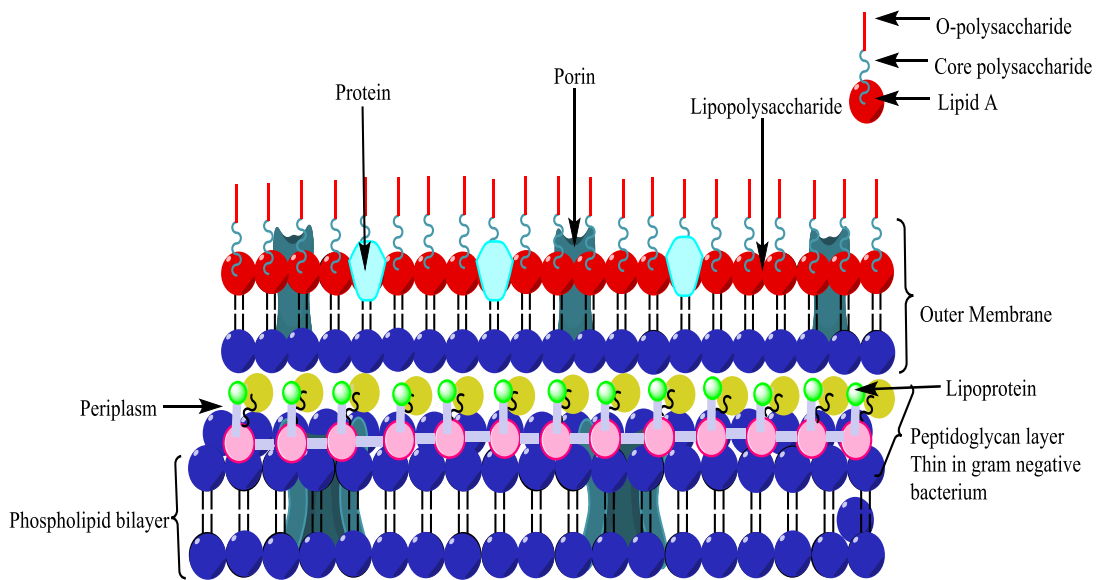 O-polysaccharide
Core polysaccharide
Lipid A
Porin
Protein
Lipopolysaccharide
Outer Membrane
Lipoprotein
Periplasm
Peptidoglycan layer
Thin in gram negative
bacterium
Phospholipid bilayer